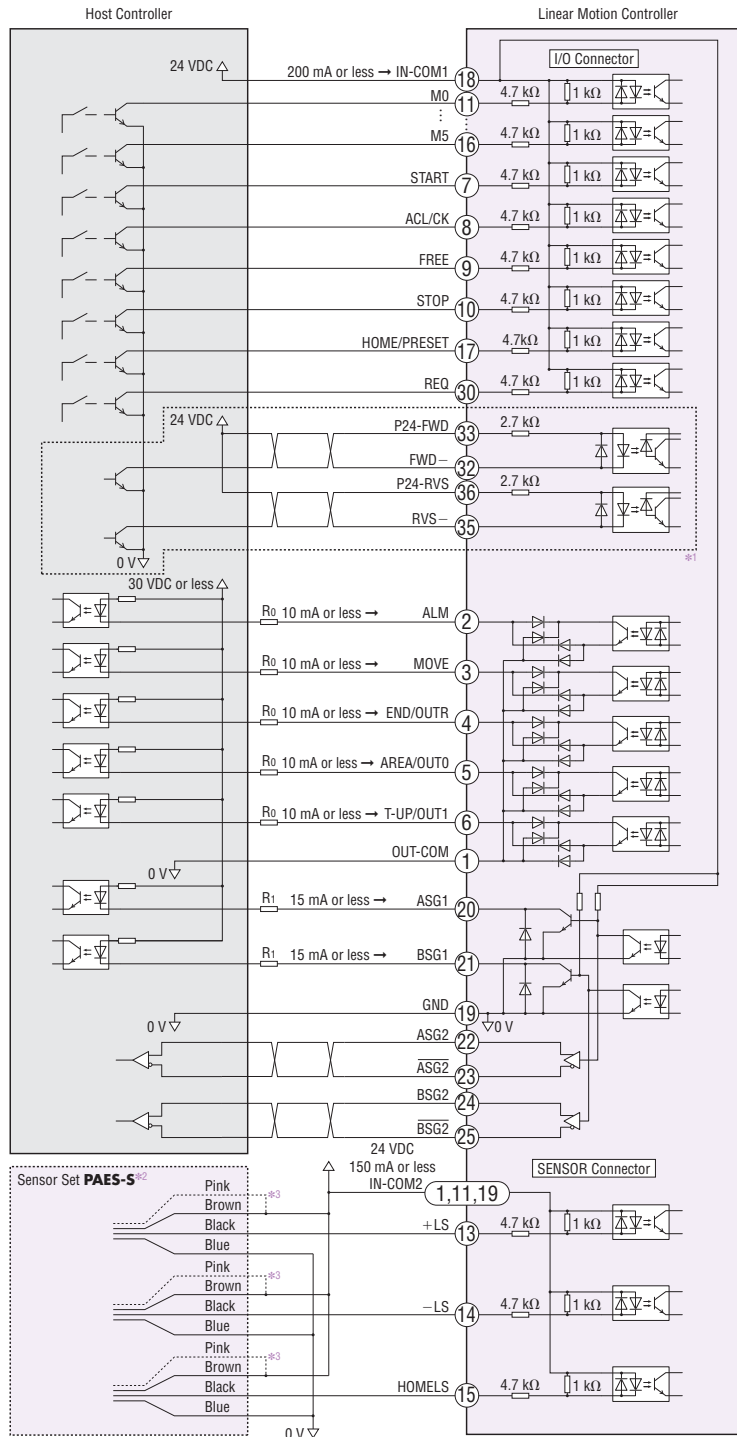 Host Controller
Linear Motion Controller
I/O Connector
24 VDC
200 mA or less → IN-COM1 18
1 kΩ
M0 11 4.7 kΩ
1 kΩ
M5 16 4.7 kΩ
1 kΩ
START 7 4.7 kΩ
1 kΩ
ACL/CK 8 4.7 kΩ
1 kΩ
FREE 9 4.7 kΩ
1 kΩ
STOP 10 4.7 kΩ
1 kΩ
HOME/PRESET 17 4.7kΩ
1 kΩ
REQ 30 4.7 kΩ
24 VDC
P24-FWD 33 2.7 kΩ
FWD− 32
P24-RVS 36 2.7 kΩ
RVS− 35
0 V
*1
30 VDC or less
R0 10 mA or less → ALM 2
R0 10 mA or less → MOVE 3
R0 10 mA or less → END/OUTR 4
R0 10 mA or less → AREA/OUT0 5
R0 10 mA or less → T-UP/OUT1 6
0 V OUT-COM 1
R1 15 mA or less → ASG1 20
R1 15 mA or less → BSG1 21
0 V GND 19 0 V
ASG2 22
A̅S̅G̅2̅ 23
BSG2 24
B̅S̅G̅2̅ 25
24 VDC
150 mA or less
IN-COM2 1,11,19
SENSOR Connector
Sensor Set PAES-S*2
Pink *3
Brown
Black +LS 13 4.7 kΩ 1 kΩ
Blue
Pink *3
Brown
Black −LS 14 4.7 kΩ 1 kΩ
Blue
Pink *3
Brown
Black HOMELS 15 4.7 kΩ 1 kΩ
Blue
0 V